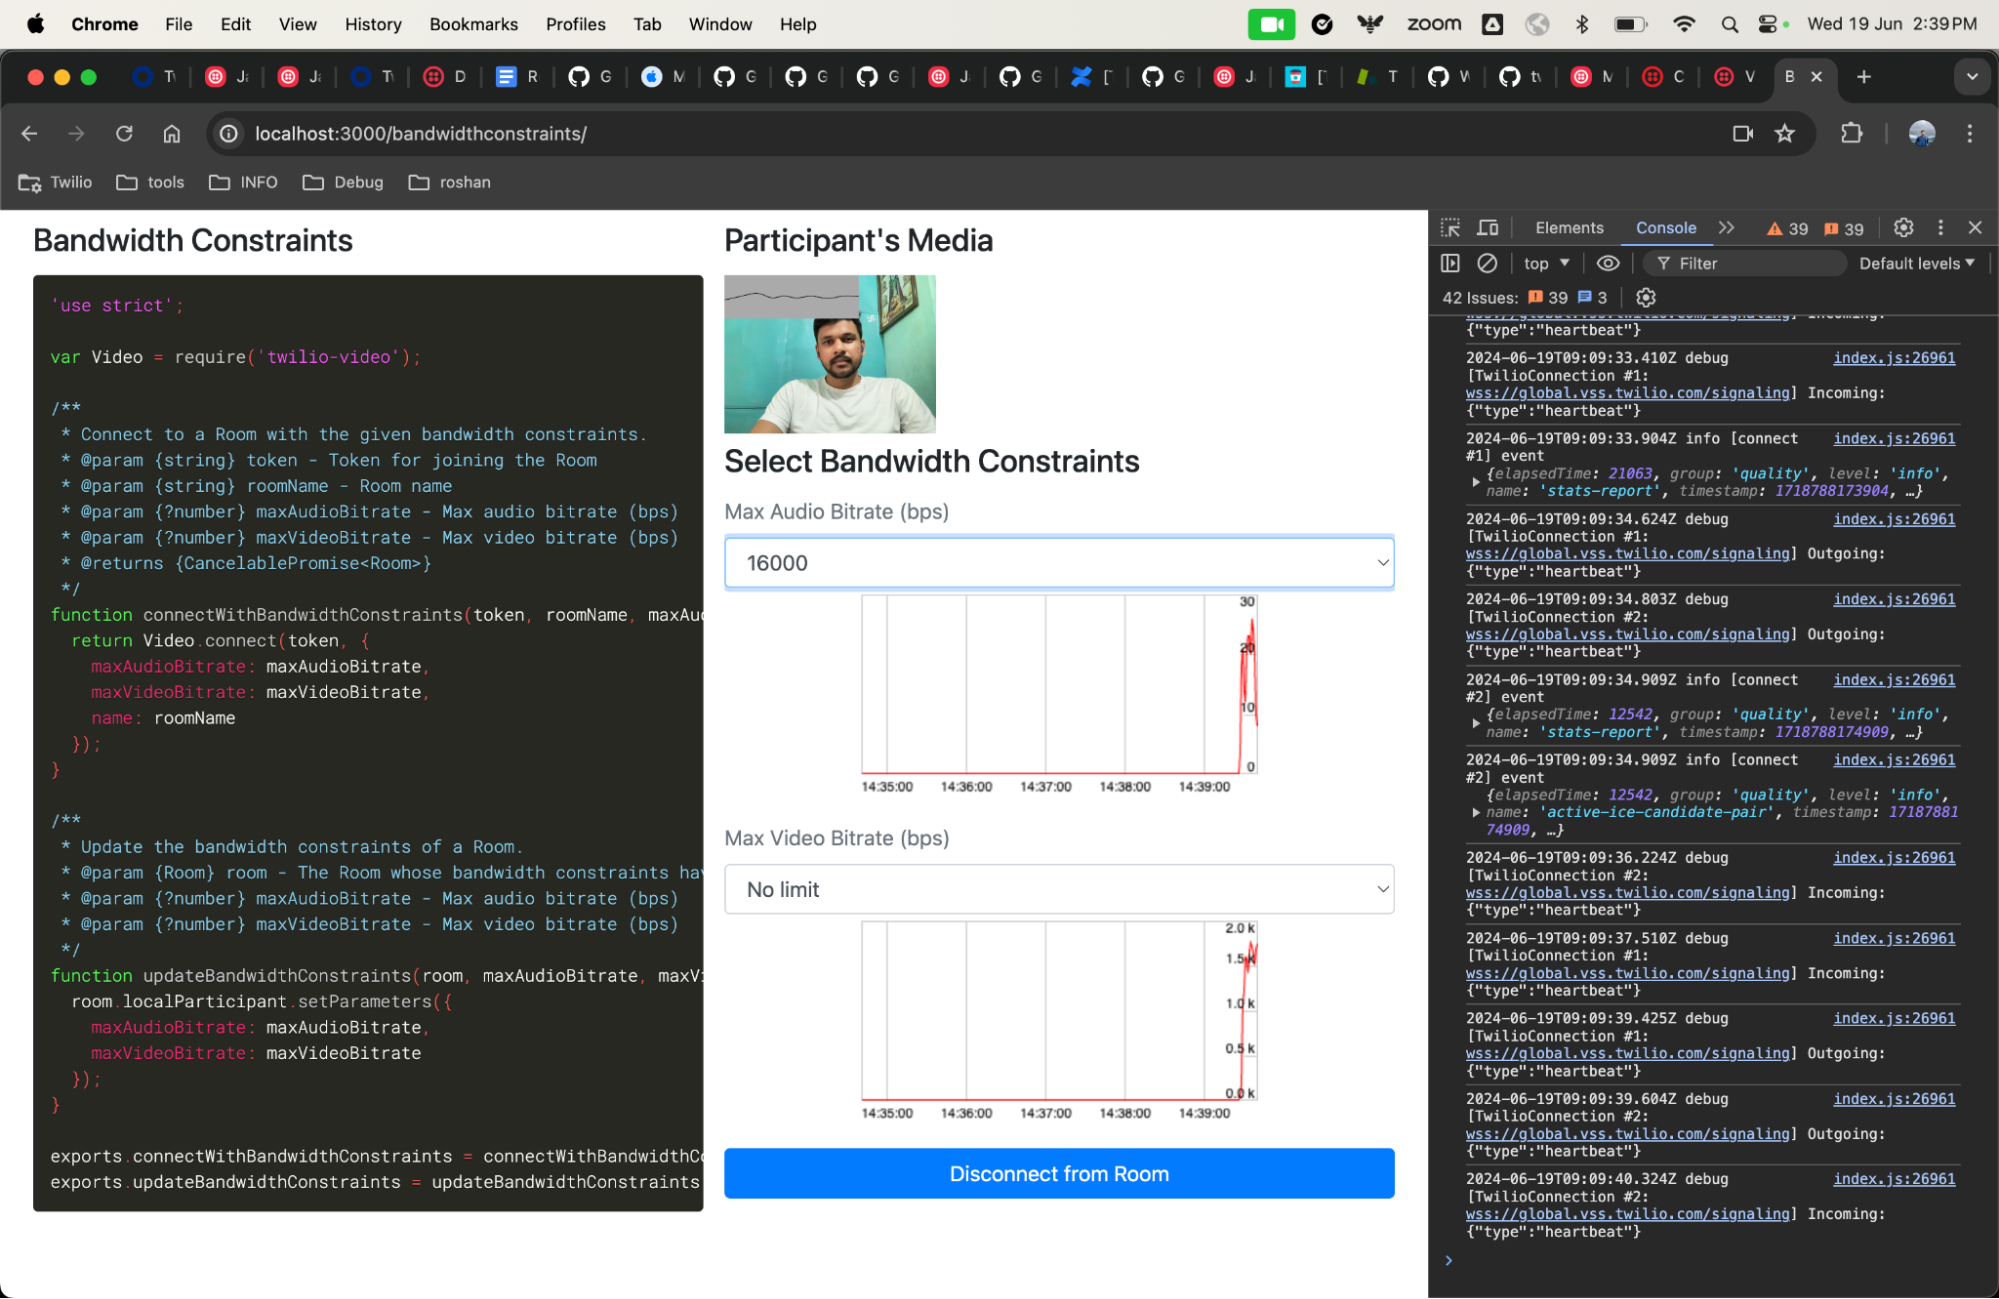 Chrome File Edit View History Bookmarks Profiles Tab Window Help zoom Wed 19 Jun 2:39 PM
D R G M G G G J G [ G J [ T W M C V B
localhost:3000/bandwidthconstraints/
Twilio tools INFO Debug roshan
Bandwidth Constraints
'use strict';
var Video = require('twilio-video');
/**
* Connect to a Room with the given bandwidth constraints.
* @param {string} token - Token for joining the Room
* @param {string} roomName - Room name
* @param {?number} maxAudioBitrate - Max audio bitrate (bps)
* @param {?number} maxVideoBitrate - Max video bitrate (bps)
* @returns {CancelablePromise<Room>}
*/
function connectWithBandwidthConstraints(token, roomName, maxAu
return Video.connect(token, {
maxAudioBitrate: maxAudioBitrate,
maxVideoBitrate: maxVideoBitrate,
name: roomName
});
}
/**
* Update the bandwidth constraints of a Room.
* @param {Room} room - The Room whose bandwidth constraints ha
* @param {?number} maxAudioBitrate - Max audio bitrate (bps)
* @param {?number} maxVideoBitrate - Max video bitrate (bps)
*/
function updateBandwidthConstraints(room, maxAudioBitrate, maxV
room.localParticipant.setParameters({
maxAudioBitrate: maxAudioBitrate,
maxVideoBitrate: maxVideoBitrate
});
}
exports.connectWithBandwidthConstraints = connectWithBandwidthC
exports.updateBandwidthConstraints = updateBandwidthConstraints
Participant's Media
Select Bandwidth Constraints
Max Audio Bitrate (bps)
16000
30
20
10
0
14:35:00 14:36:00 14:37:00 14:38:00 14:39:00
Max Video Bitrate (bps)
No limit
2.0 k
1.5 k
1.0 k
0.5 k
0.0 k
14:35:00 14:36:00 14:37:00 14:38:00 14:39:00
Disconnect from Room
Elements Console 39 39
top Filter Default levels
42 Issues: 39 3
wss://global.vss.twilio.com/signaling] Incoming:
{"type":"heartbeat"}
2024-06-19T09:09:33.410Z debug index.js:26961
[TwilioConnection #1:
wss://global.vss.twilio.com/signaling] Incoming:
{"type":"heartbeat"}
2024-06-19T09:09:33.904Z info [connect index.js:26961
#1] event
{elapsedTime: 21063, group: 'quality', level: 'info',
name: 'stats-report', timestamp: 1718788173904, …}
2024-06-19T09:09:34.624Z debug index.js:26961
[TwilioConnection #1:
wss://global.vss.twilio.com/signaling] Outgoing:
{"type":"heartbeat"}
2024-06-19T09:09:34.803Z debug index.js:26961
[TwilioConnection #2:
wss://global.vss.twilio.com/signaling] Outgoing:
{"type":"heartbeat"}
2024-06-19T09:09:34.909Z info [connect index.js:26961
#2] event
{elapsedTime: 12542, group: 'quality', level: 'info',
name: 'stats-report', timestamp: 1718788174909, …}
2024-06-19T09:09:34.909Z info [connect index.js:26961
#2] event
{elapsedTime: 12542, group: 'quality', level: 'info',
name: 'active-ice-candidate-pair', timestamp: 17187881
74909, …}
2024-06-19T09:09:36.224Z debug index.js:26961
[TwilioConnection #2:
wss://global.vss.twilio.com/signaling] Incoming:
{"type":"heartbeat"}
2024-06-19T09:09:37.510Z debug index.js:26961
[TwilioConnection #1:
wss://global.vss.twilio.com/signaling] Incoming:
{"type":"heartbeat"}
2024-06-19T09:09:39.425Z debug index.js:26961
[TwilioConnection #1:
wss://global.vss.twilio.com/signaling] Outgoing:
{"type":"heartbeat"}
2024-06-19T09:09:39.604Z debug index.js:26961
[TwilioConnection #2:
wss://global.vss.twilio.com/signaling] Outgoing:
{"type":"heartbeat"}
2024-06-19T09:09:40.324Z debug index.js:26961
[TwilioConnection #2:
wss://global.vss.twilio.com/signaling] Incoming:
{"type":"heartbeat"}